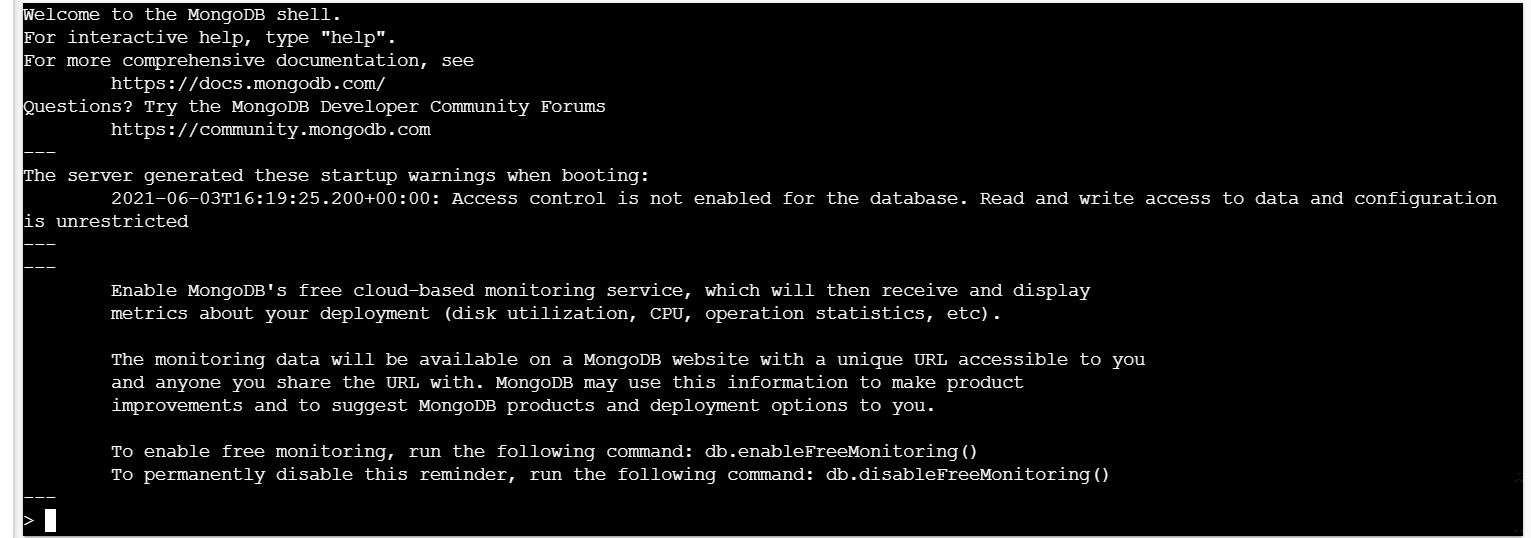 Welcome to the MongoDB shell.
For interactive help, type "help".
For more comprehensive documentation, see
https://docs.mongodb.com/
Questions? Try the MongoDB Developer Community Forums
https://community.mongodb.com
---
The server generated these startup warnings when booting:
2021-06-03T16:19:25.200+00:00: Access control is not enabled for the database. Read and write access to data and configuration
is unrestricted
---
---
Enable MongoDB's free cloud-based monitoring service, which will then receive and display
metrics about your deployment (disk utilization, CPU, operation statistics, etc).
The monitoring data will be available on a MongoDB website with a unique URL accessible to you
and anyone you share the URL with. MongoDB may use this information to make product
improvements and to suggest MongoDB products and deployment options to you.
To enable free monitoring, run the following command: db.enableFreeMonitoring()
To permanently disable this reminder, run the following command: db.disableFreeMonitoring()
---
>